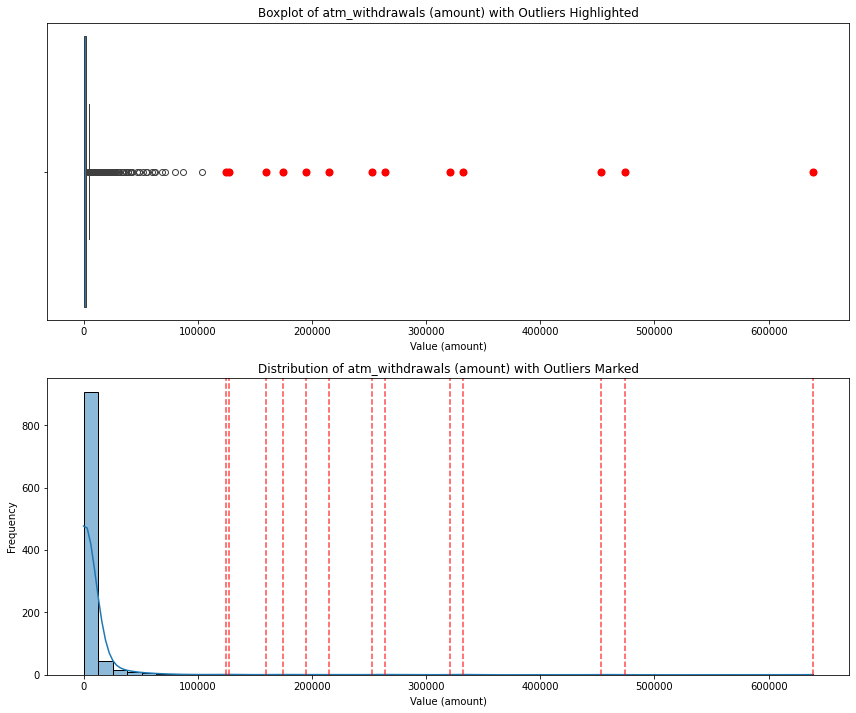 Boxplot of atm_withdrawals (amount) with Outliers Highlighted
0 100000 200000 300000 400000 500000 600000
Value (amount)
Distribution of atm_withdrawals (amount) with Outliers Marked
800
600
400
200
0
Frequency
0 100000 200000 300000 400000 500000 600000
Value (amount)